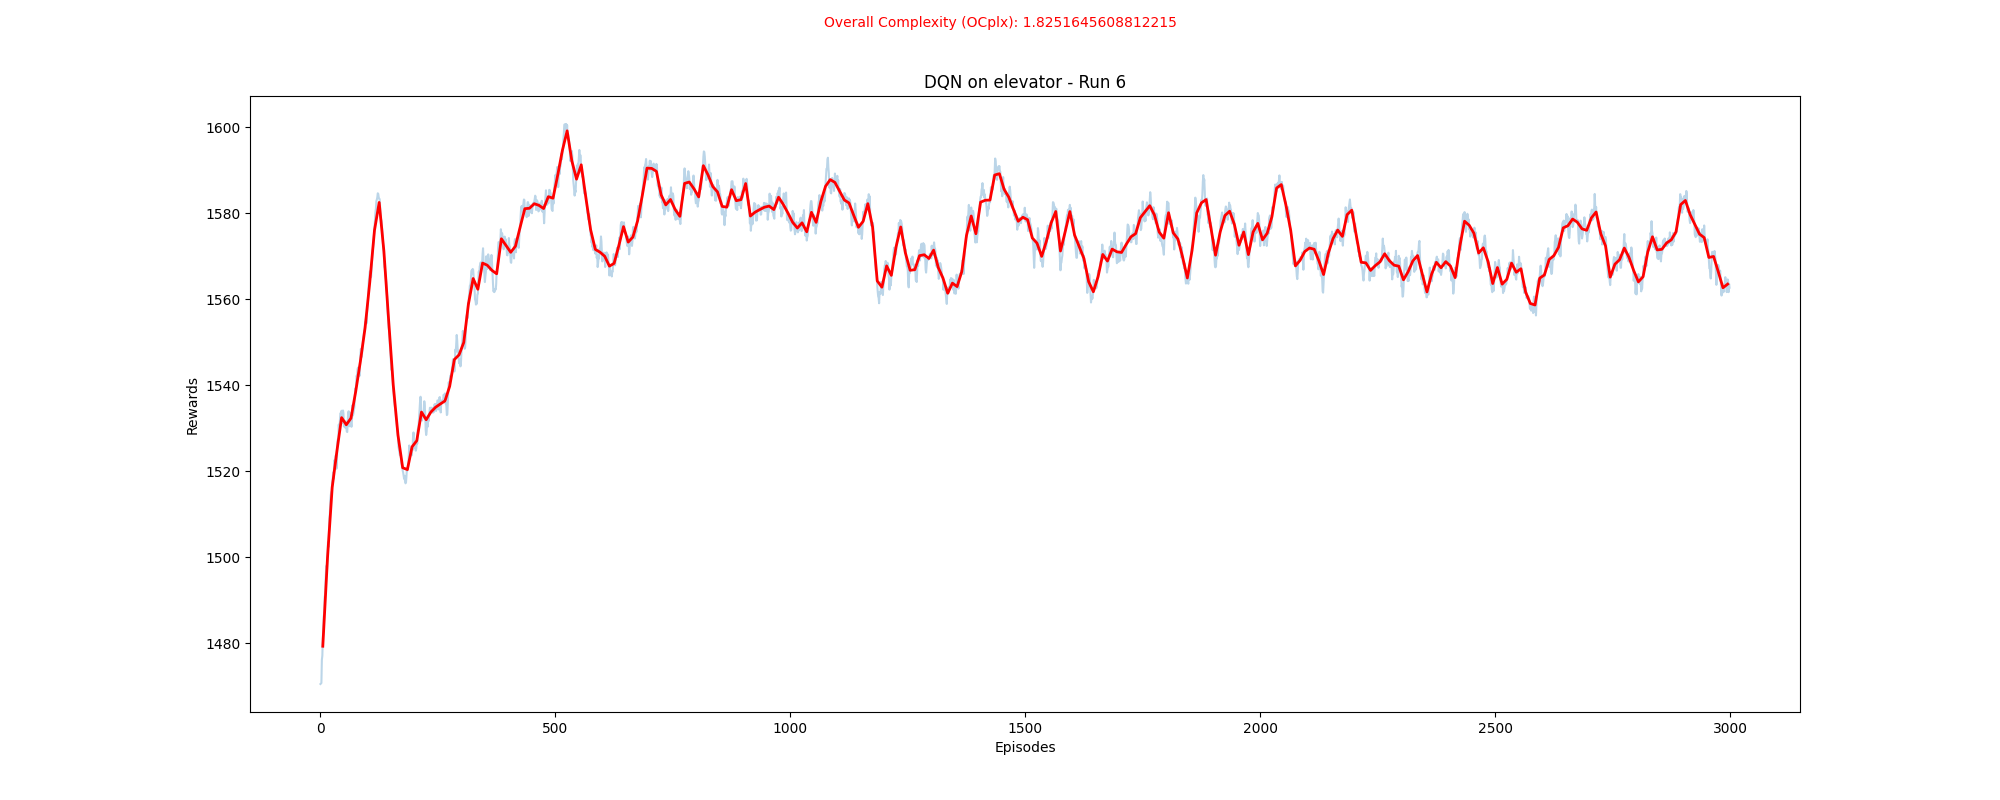 Overall Complexity (OCplx): 1.8251645608812215
DQN on elevator - Run 6
1600
1580
1560
1540
1520
1500
1480
Rewards
0 500 1000 1500 2000 2500 3000
Episodes